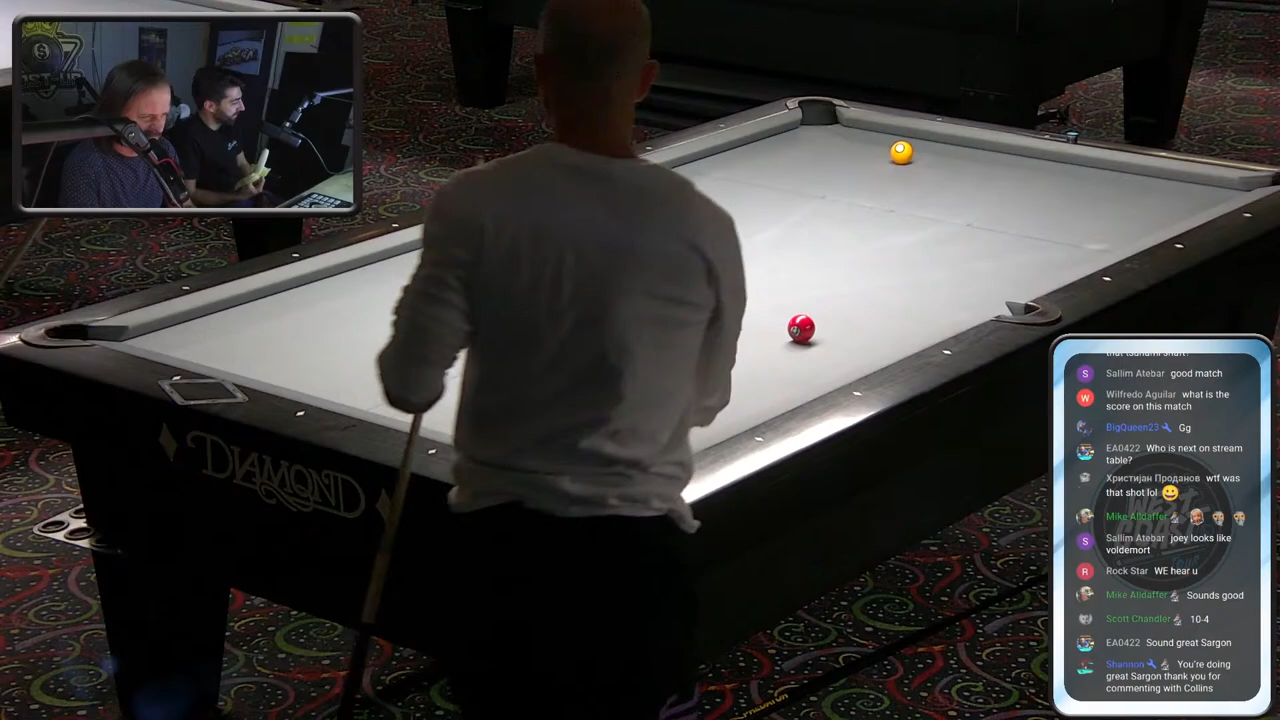 DIAMOND
that tsunami shaft?
Sallim Atebar good match
Wilfredo Aguilar what is the
score on this match
BigQueen23 Gg
EA0422 Who is next on stream
table?
Христијан Проданов wtf was
that shot lol 😀
Mike Alldaffer
Sallim Atebar joey looks like
voldemort
Rock Star WE hear u
Mike Alldaffer Sounds good
Scott Chandler 10-4
EA0422 Sound great Sargon
Shannon You're doing
great Sargon thank you for
commenting with Collins